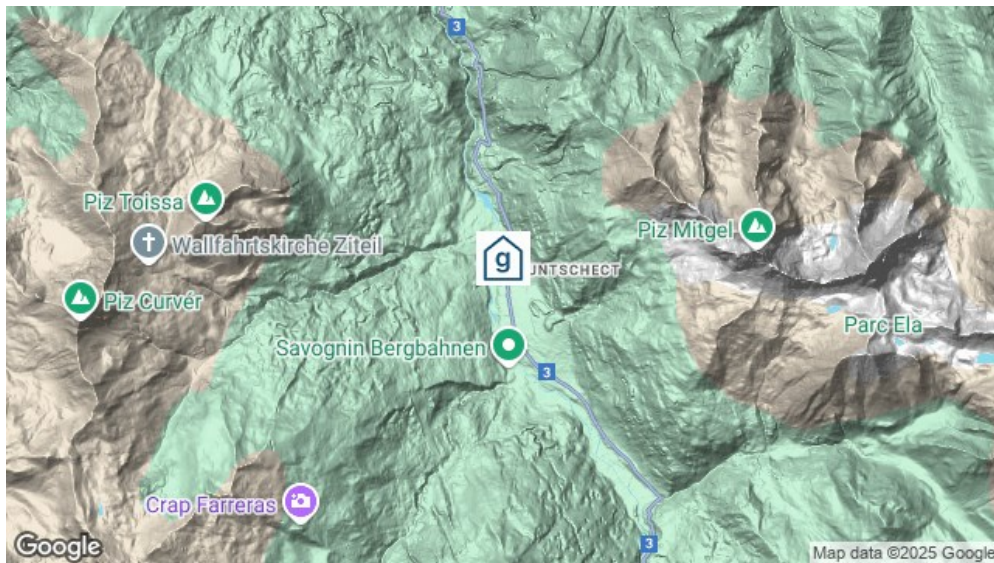 3
Piz Toissa
Wallfahrtskirche Ziteil
Piz Mitgel
g
UNTSCHECT
Piz Curvér
Parc Ela
Savognin Bergbahnen
3
Crap Farreras
3
Google
Map data ©2025 Google